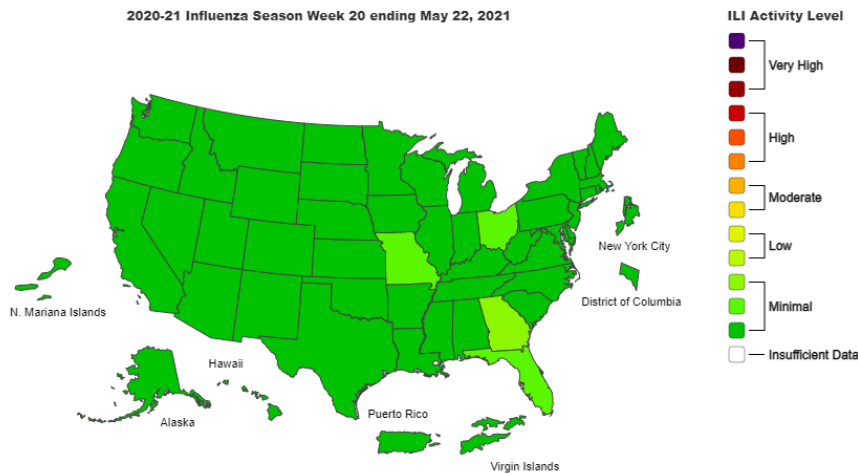 2020-21 Influenza Season Week 20 ending May 22, 2021
ILI Activity Level
Very High
High
Moderate
Low
Minimal
Insufficient Data
New York City
District of Columbia
N. Mariana Islands
Hawaii
Alaska
Puerto Rico
Virgin Islands